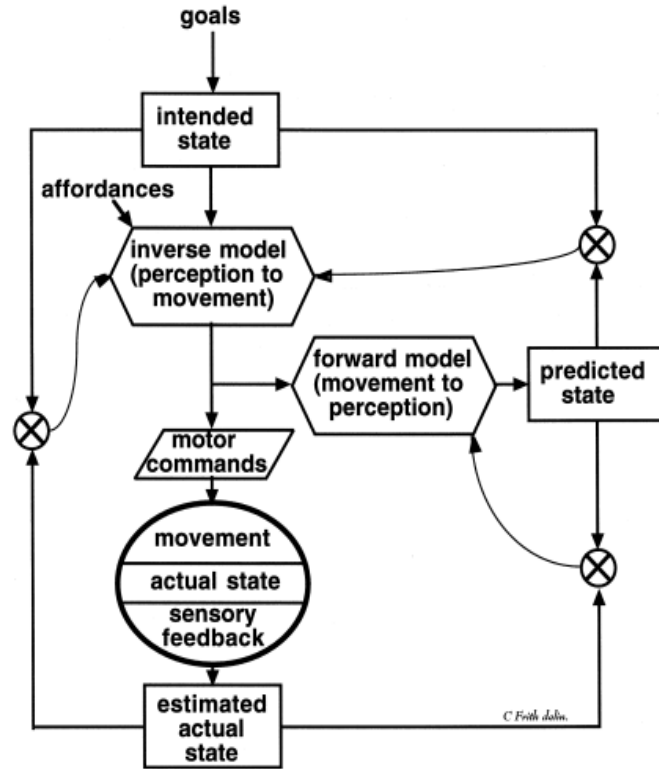 goals
intended
state
affordances
inverse model
(perception to
movement)
forward model
(movement to
perception)
predicted
state
motor
commands
movement
actual state
sensory
feedback
estimated
actual
state
C Frith delin.